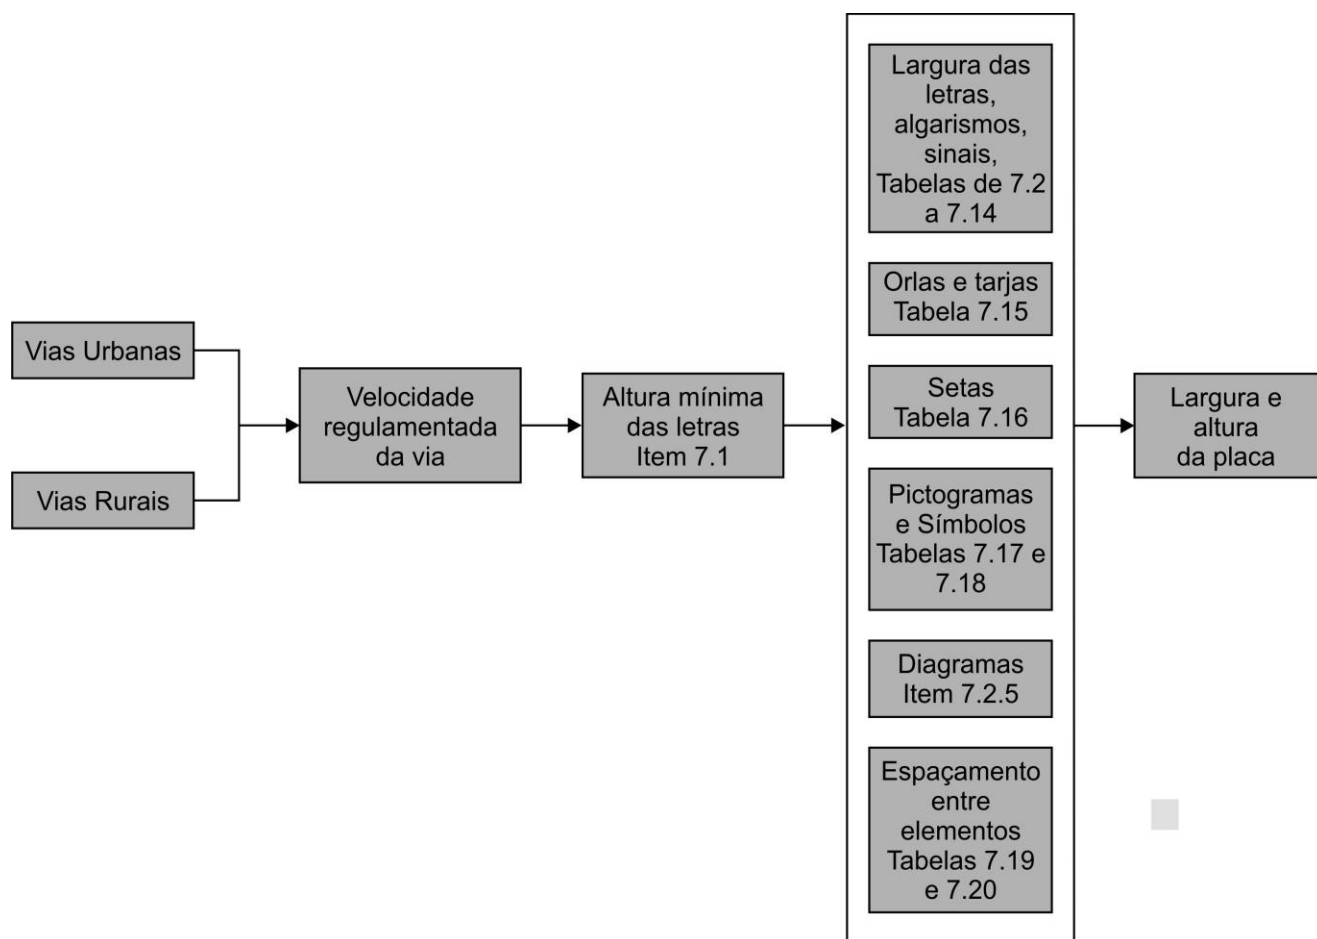 Vias Urbanas
Vias Rurais
Velocidade
regulamentada
da via
Altura mínima
das letras
Item 7.1
Largura das
letras,
algarismos,
sinais,
Tabelas de 7.2
a 7.14
Orlas e tarjas
Tabela 7.15
Setas
Tabela 7.16
Pictogramas
e Símbolos
Tabelas 7.17 e
7.18
Diagramas
Item 7.2.5
Espaçamento
entre
elementos
Tabelas 7.19
e 7.20
Largura e
altura
da placa